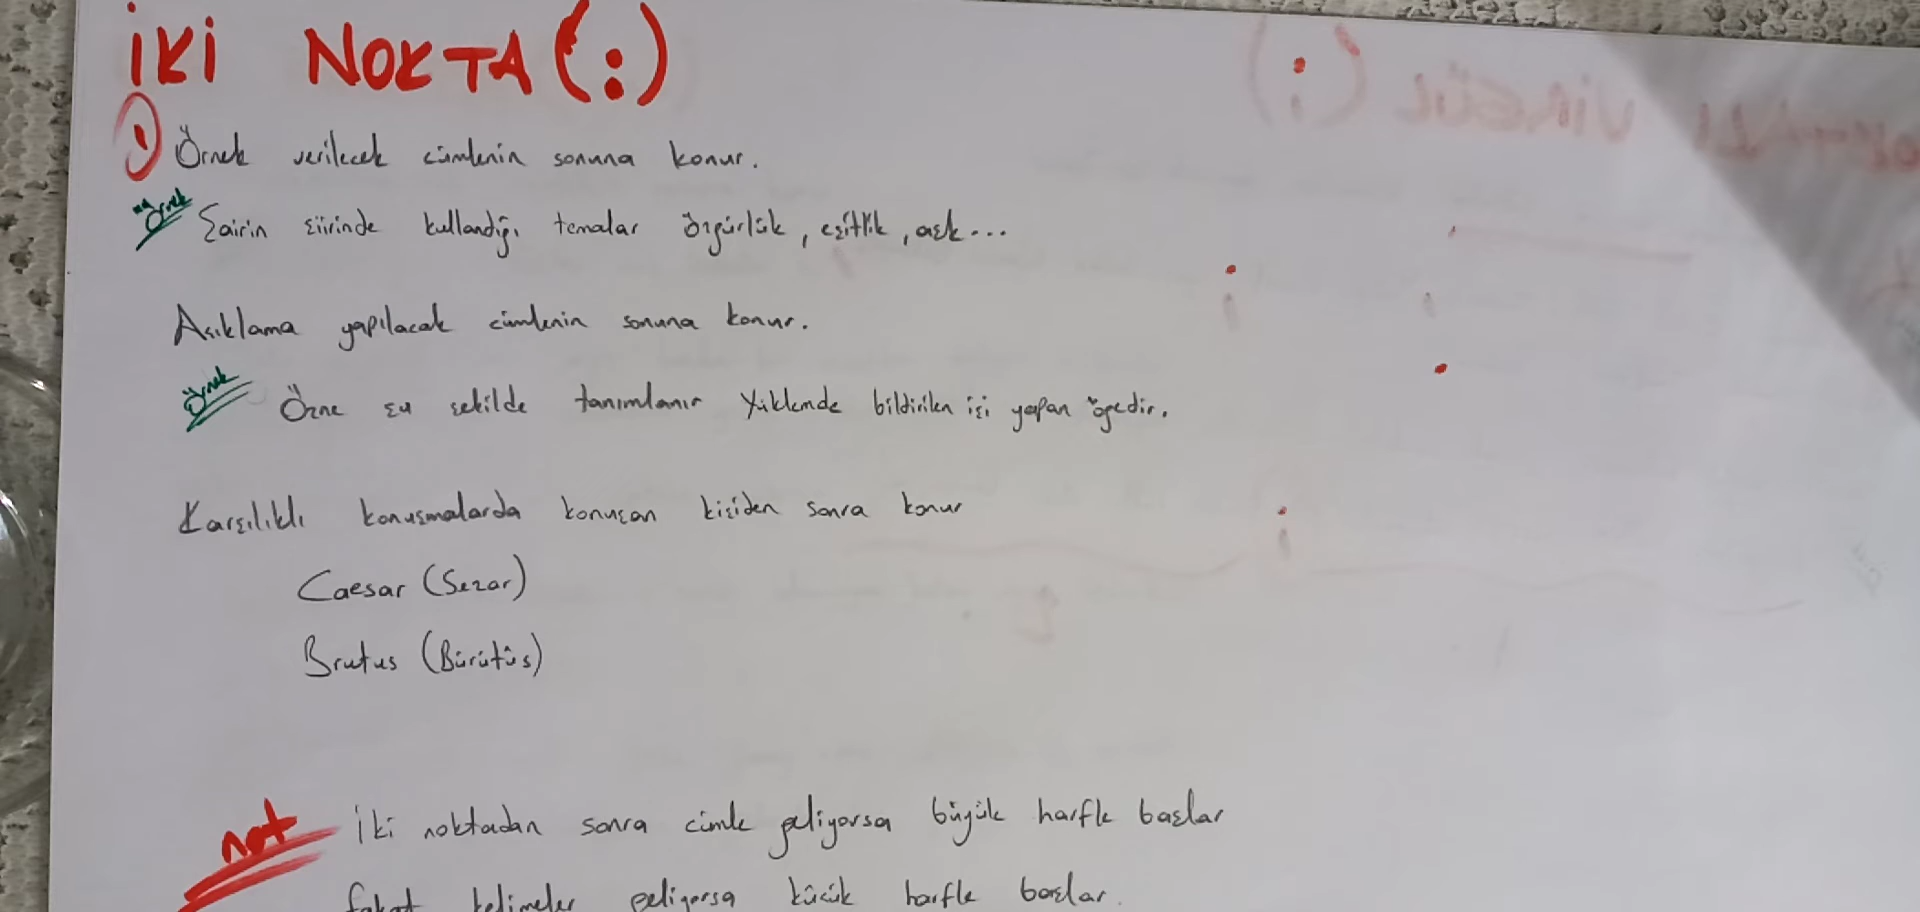 İKİ NOKTA (:)
1) Örnek verilecek cümlenin sonuna konur.
Örnek Şairin şiirinde kullandığı temalar özgürlük, eşitlik, aşk...
Açıklama yapılacak cümlenin sonuna konur.
Örnek Özne şu şekilde tanımlanır Yüklemde bildirilen işi yapan öğedir.
Karşılıklı konuşmalarda konuşan kişiden sonra konur
Caesar (Sezar)
Brutus (Bürütüs)
not İki noktadan sonra cümle geliyorsa büyük harfle başlar
fakat kelimeler geliyorsa küçük harfle başlar.